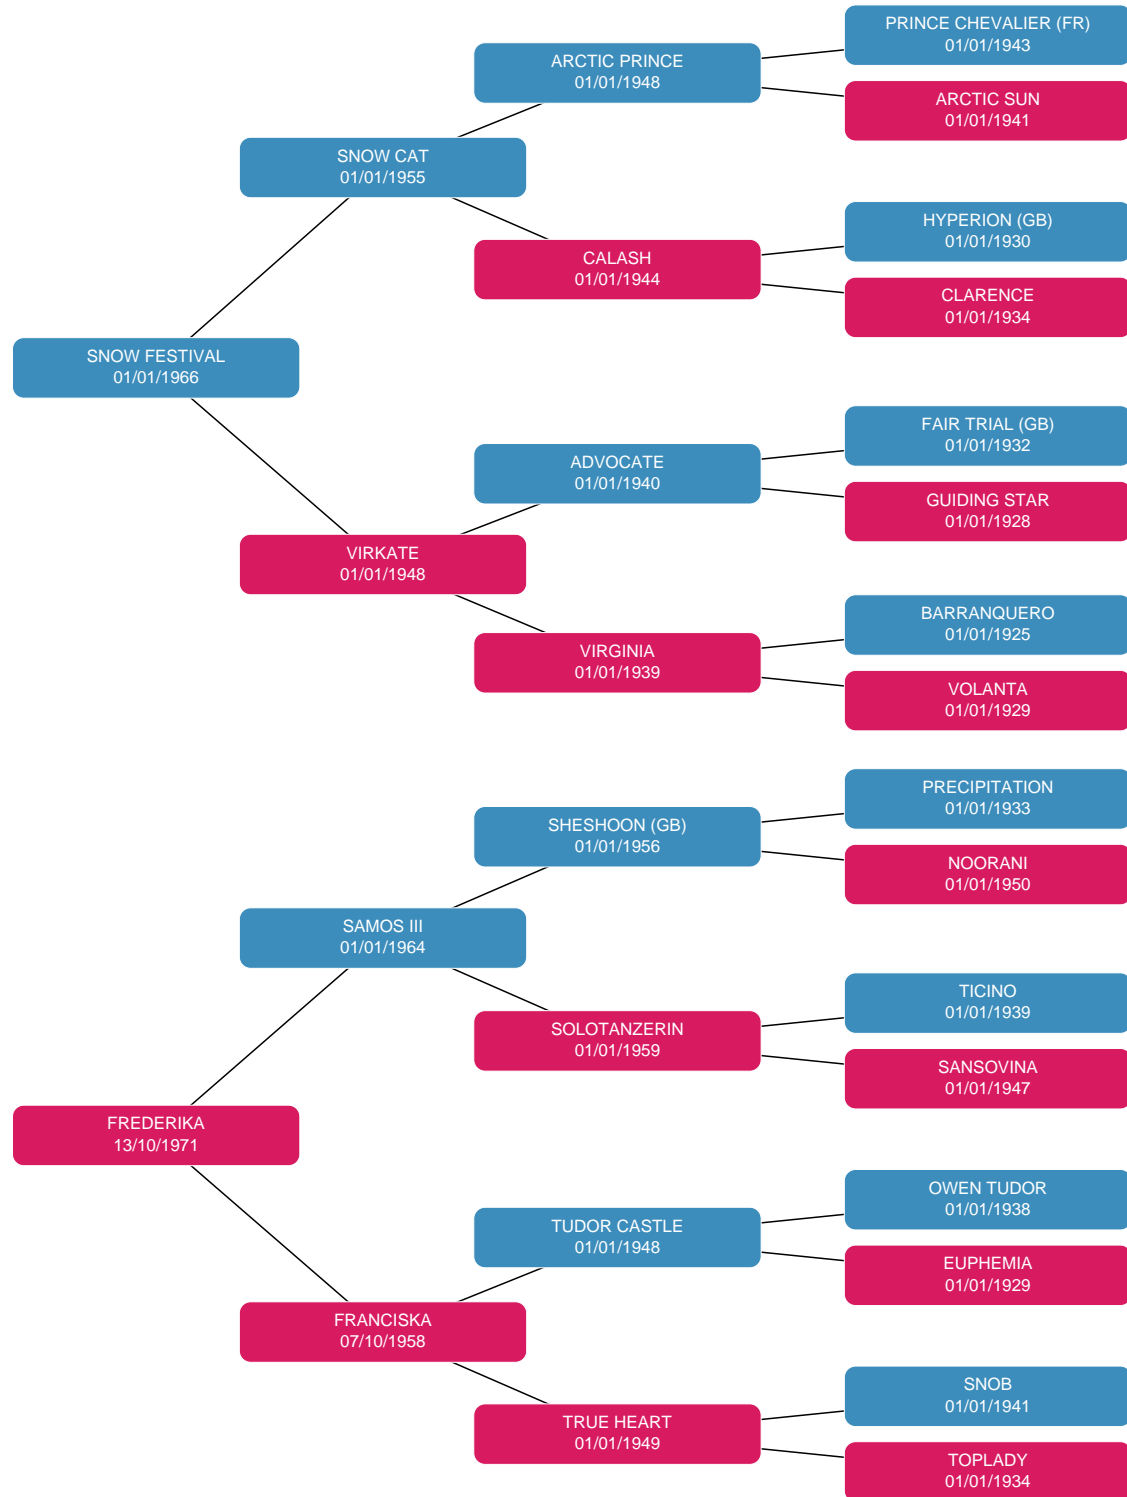 PRINCE CHEVALIER (FR)
01/01/1943
ARCTIC PRINCE
01/01/1948
ARCTIC SUN
01/01/1941
SNOW CAT
01/01/1955
HYPERION (GB)
01/01/1930
CALASH
01/01/1944
CLARENCE
01/01/1934
SNOW FESTIVAL
01/01/1966
FAIR TRIAL (GB)
01/01/1932
ADVOCATE
01/01/1940
GUIDING STAR
01/01/1928
VIRKATE
01/01/1948
BARRANQUERO
01/01/1925
VIRGINIA
01/01/1939
VOLANTA
01/01/1929
PRECIPITATION
01/01/1933
SHESHOON (GB)
01/01/1956
NOORANI
01/01/1950
SAMOS III
01/01/1964
TICINO
01/01/1939
SOLOTANZERIN
01/01/1959
SANSOVINA
01/01/1947
FREDERIKA
13/10/1971
OWEN TUDOR
01/01/1938
TUDOR CASTLE
01/01/1948
EUPHEMIA
01/01/1929
FRANCISKA
07/10/1958
SNOB
01/01/1941
TRUE HEART
01/01/1949
TOPLADY
01/01/1934